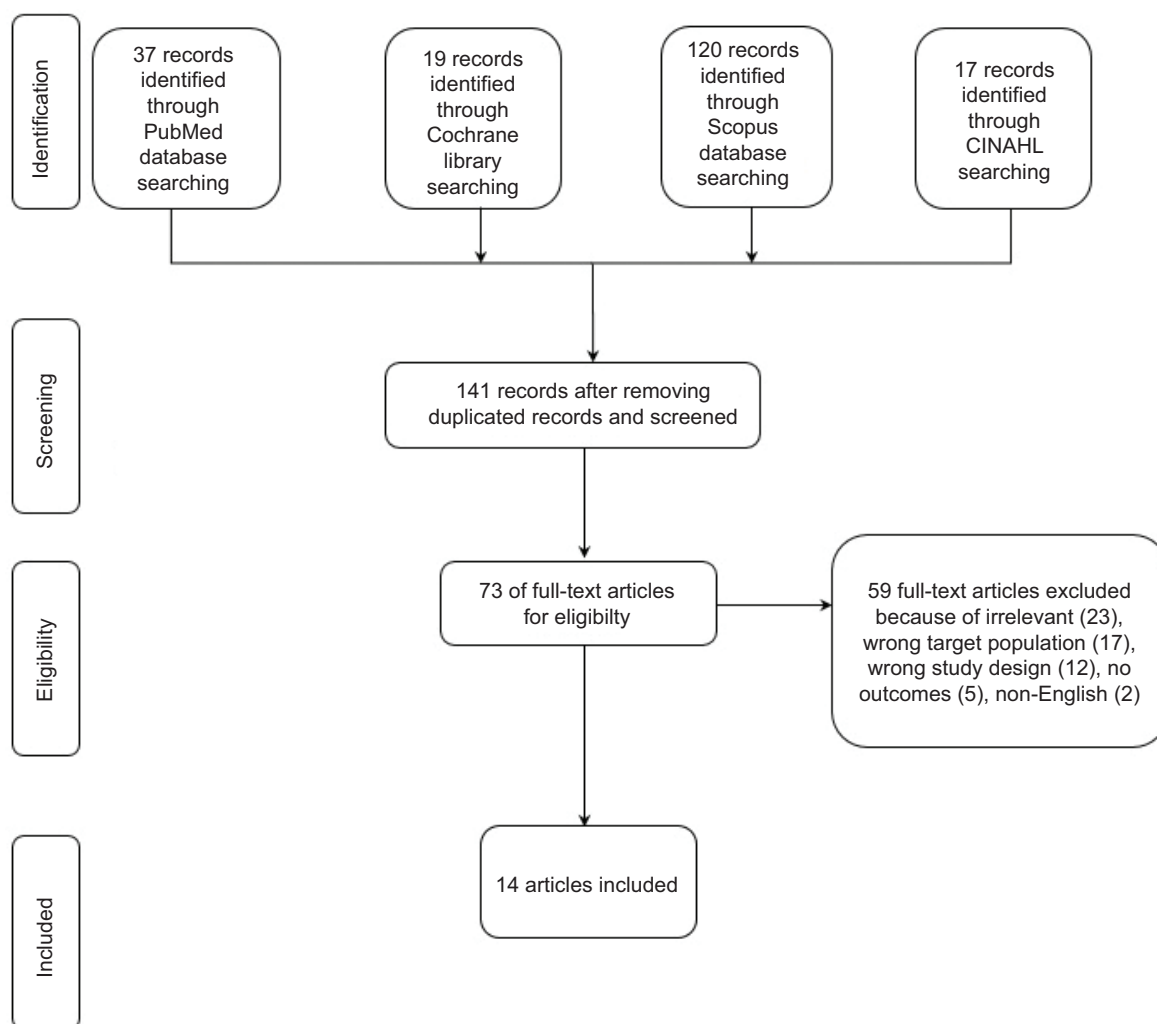 Identification
37 records
identified
through
PubMed
database
searching
19 records
identified
through
Cochrane
library
searching
120 records
identified
through
Scopus
database
searching
17 records
identified
through
CINAHL
searching
Screening
141 records after removing
duplicated records and screened
Eligibility
73 of full-text articles
for eligibilty
59 full-text articles excluded
because of irrelevant (23),
wrong target population (17),
wrong study design (12), no
outcomes (5), non-English (2)
Included
14 articles included